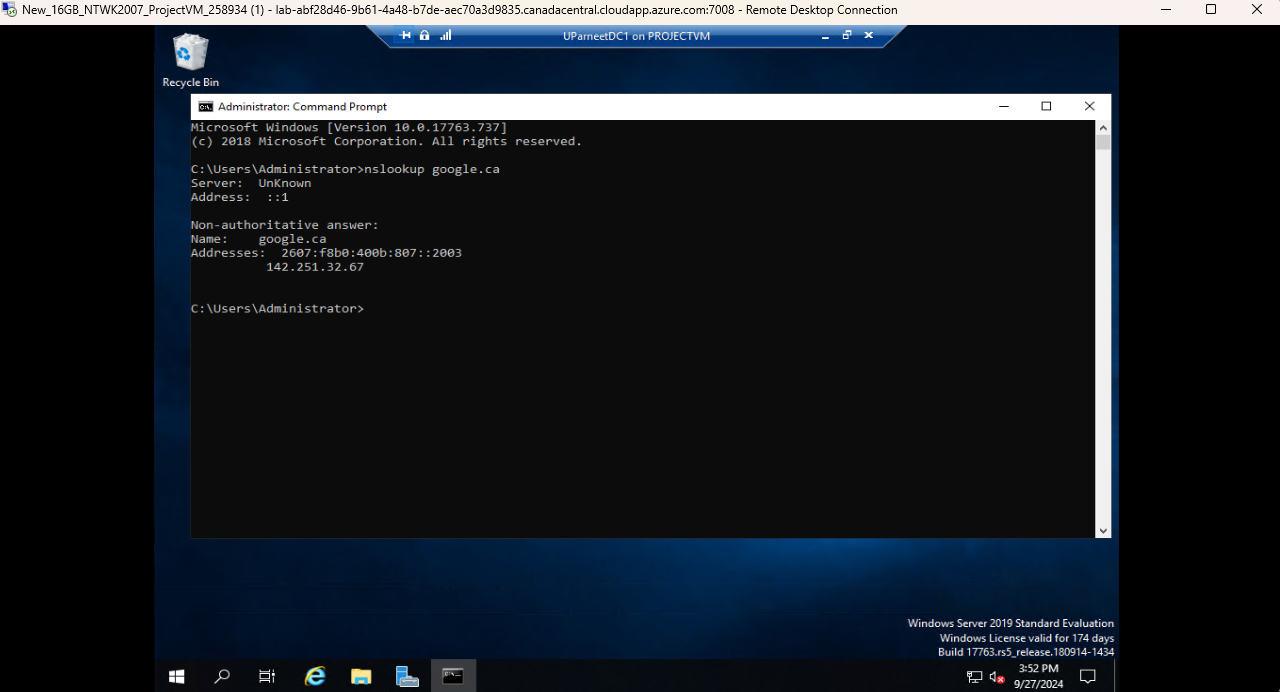 New_16GB_NTWK2007_ProjectVM_258934 (1) - lab-abf28d46-9b61-4a48-b7de-aec70a3d9835.canadacentral.cloudapp.azure.com:7008 - Remote Desktop Connection
UParneetDC1 on PROJECTVM
Recycle Bin
Administrator: Command Prompt
Microsoft Windows [Version 10.0.17763.737]
(c) 2018 Microsoft Corporation. All rights reserved.
C:\Users\Administrator>nslookup google.ca
Server:  UnKnown
Address:  ::1
Non-authoritative answer:
Name:    google.ca
Addresses:  2607:f8b0:400b:807::2003
142.251.32.67
C:\Users\Administrator>
Windows Server 2019 Standard Evaluation
Windows License valid for 174 days
Build 17763.rs5_release.180914-1434
3:52 PM
9/27/2024